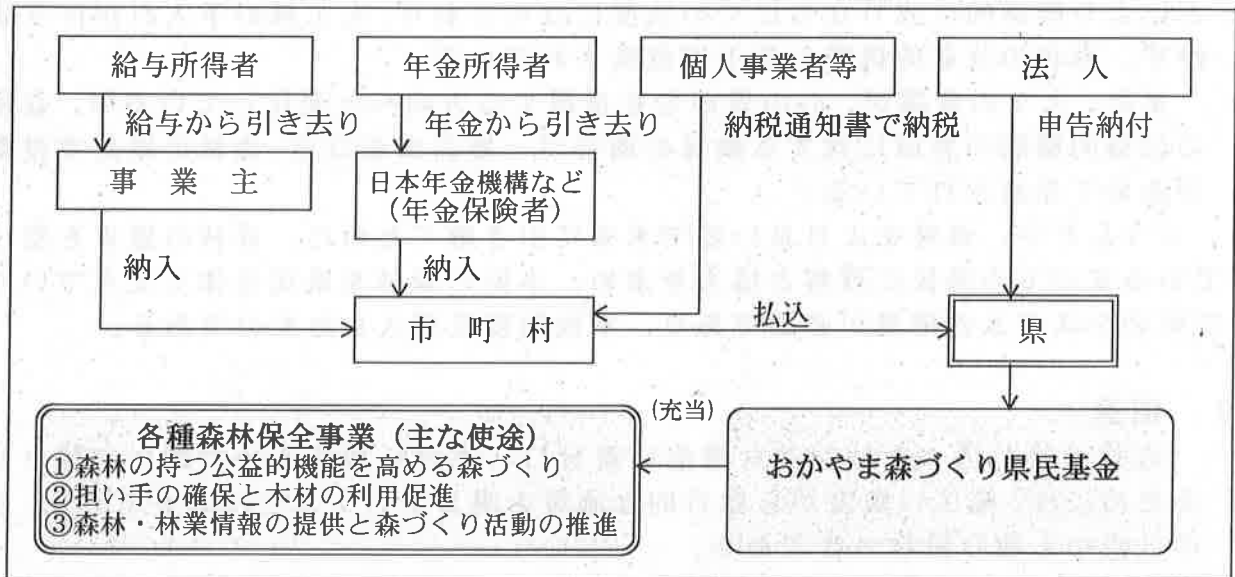 給与所得者
年金所得者
個人事業者等
法人
給与から引き去り
年金から引き去り
納税通知書で納税
申告納付
事業主
日本年金機構など
(年金保険者)
納入
納入
払込
市町村
県
(充当)
各種森林保全事業（主な使途）
①森林の持つ公益的機能を高める森づくり
②担い手の確保と木材の利用促進
③森林・林業情報の提供と森づくり活動の推進
おかやま森づくり県民基金